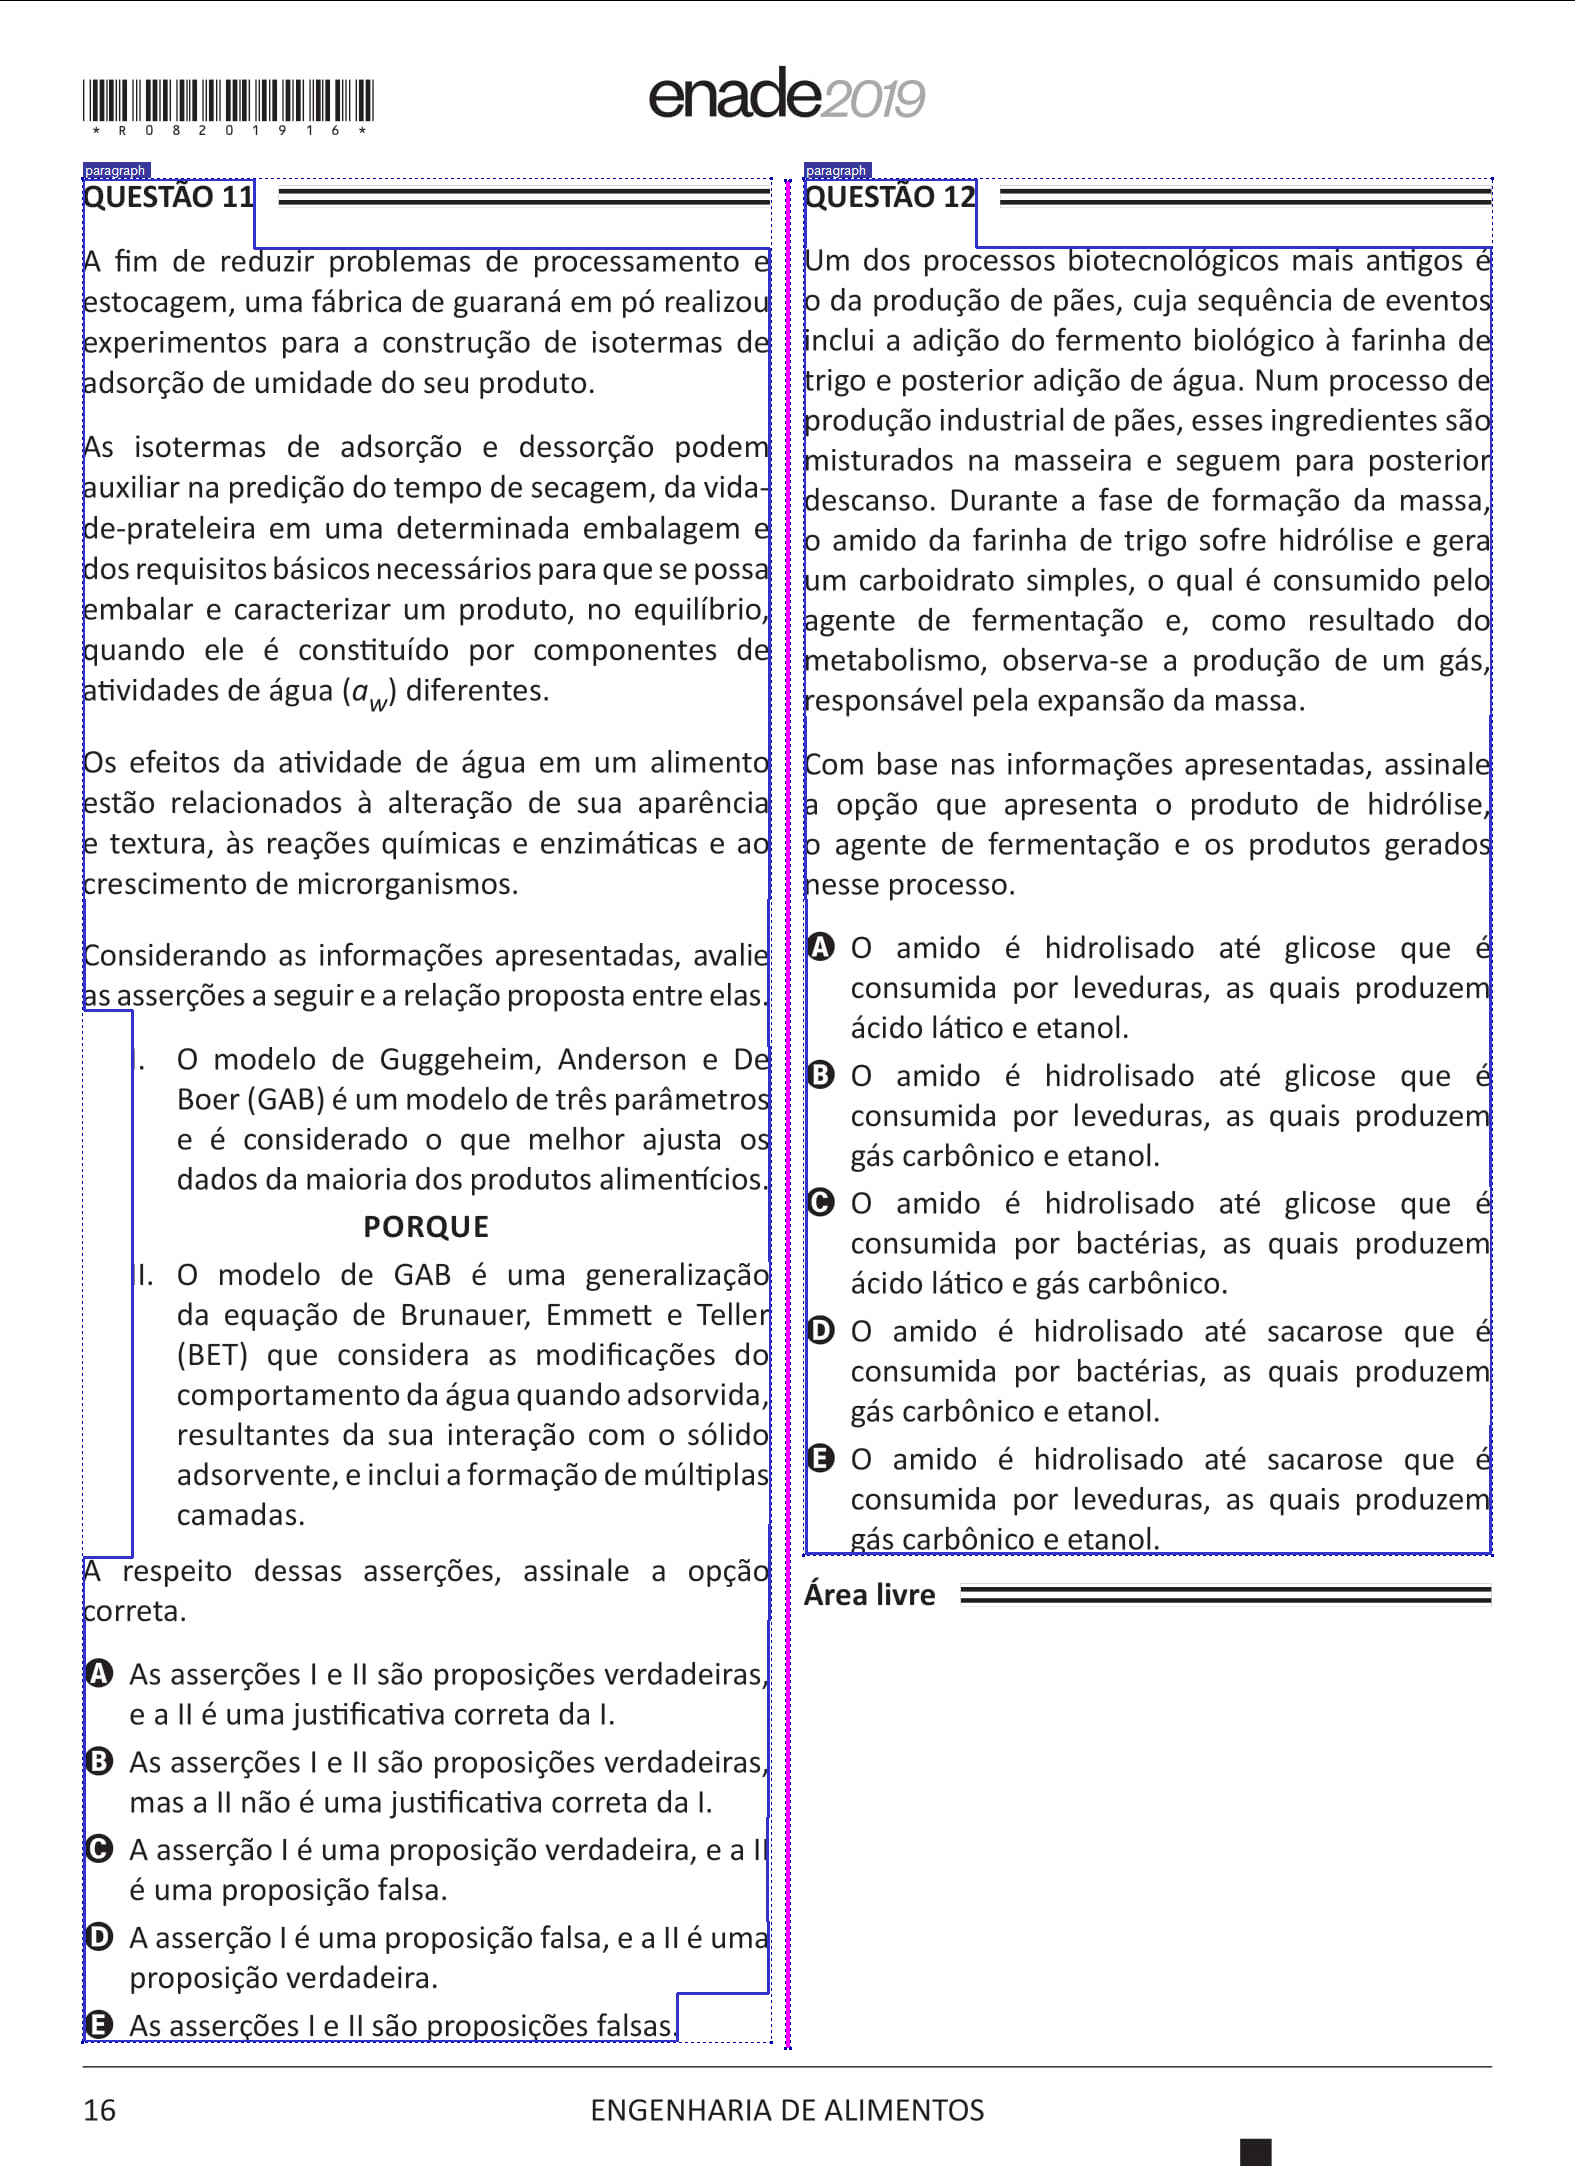 *R08201916*
enade2019
paragraph
QUESTÃO 11
A fim de reduzir problemas de processamento e
estocagem, uma fábrica de guaraná em pó realizou
experimentos para a construção de isotermas de
adsorção de umidade do seu produto.
As isotermas de adsorção e dessorção podem
auxiliar na predição do tempo de secagem, da vida-
de-prateleira em uma determinada embalagem e
dos requisitos básicos necessários para que se possa
embalar e caracterizar um produto, no equilíbrio,
quando ele é constituído por componentes de
atividades de água (a_w) diferentes.
Os efeitos da atividade de água em um alimento
estão relacionados à alteração de sua aparência
e textura, às reações químicas e enzimáticas e ao
crescimento de microrganismos.
Considerando as informações apresentadas, avalie
as asserções a seguir e a relação proposta entre elas.
I. O modelo de Guggeheim, Anderson e De
Boer (GAB) é um modelo de três parâmetros
e é considerado o que melhor ajusta os
dados da maioria dos produtos alimentícios.
PORQUE
II. O modelo de GAB é uma generalização
da equação de Brunauer, Emmett e Teller
(BET) que considera as modificações do
comportamento da água quando adsorvida,
resultantes da sua interação com o sólido
adsorvente, e inclui a formação de múltiplas
camadas.
A respeito dessas asserções, assinale a opção
correta.
A As asserções I e II são proposições verdadeiras,
e a II é uma justificativa correta da I.
B As asserções I e II são proposições verdadeiras,
mas a II não é uma justificativa correta da I.
C A asserção I é uma proposição verdadeira, e a II
é uma proposição falsa.
D A asserção I é uma proposição falsa, e a II é uma
proposição verdadeira.
E As asserções I e II são proposições falsas.
paragraph
QUESTÃO 12
Um dos processos biotecnológicos mais antigos é
o da produção de pães, cuja sequência de eventos
inclui a adição do fermento biológico à farinha de
trigo e posterior adição de água. Num processo de
produção industrial de pães, esses ingredientes são
misturados na masseira e seguem para posterior
descanso. Durante a fase de formação da massa,
o amido da farinha de trigo sofre hidrólise e gera
um carboidrato simples, o qual é consumido pelo
agente de fermentação e, como resultado do
metabolismo, observa-se a produção de um gás,
responsável pela expansão da massa.
Com base nas informações apresentadas, assinale
a opção que apresenta o produto de hidrólise,
o agente de fermentação e os produtos gerados
nesse processo.
A O amido é hidrolisado até glicose que é
consumida por leveduras, as quais produzem
ácido lático e etanol.
B O amido é hidrolisado até glicose que é
consumida por leveduras, as quais produzem
gás carbônico e etanol.
C O amido é hidrolisado até glicose que é
consumida por bactérias, as quais produzem
ácido lático e gás carbônico.
D O amido é hidrolisado até sacarose que é
consumida por bactérias, as quais produzem
gás carbônico e etanol.
E O amido é hidrolisado até sacarose que é
consumida por leveduras, as quais produzem
gás carbônico e etanol.
Área livre
16
ENGENHARIA DE ALIMENTOS